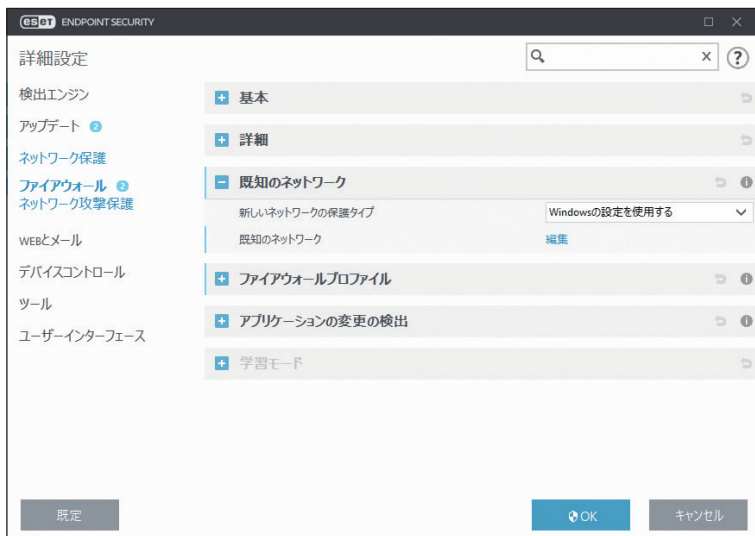 eset ENDPOINT SECURITY
詳細設定
x
?
検出エンジン
アップデート 2
ネットワーク保護
ファイアウォール 2
ネットワーク攻撃保護
WEBとメール
デバイスコントロール
ツール
ユーザーインターフェース
基本
詳細
既知のネットワーク
新しいネットワークの保護タイプ Windowsの設定を使用する
既知のネットワーク 編集
ファイアウォールプロファイル
アプリケーションの変更の検出
学習モード
既定
OK
キャンセル